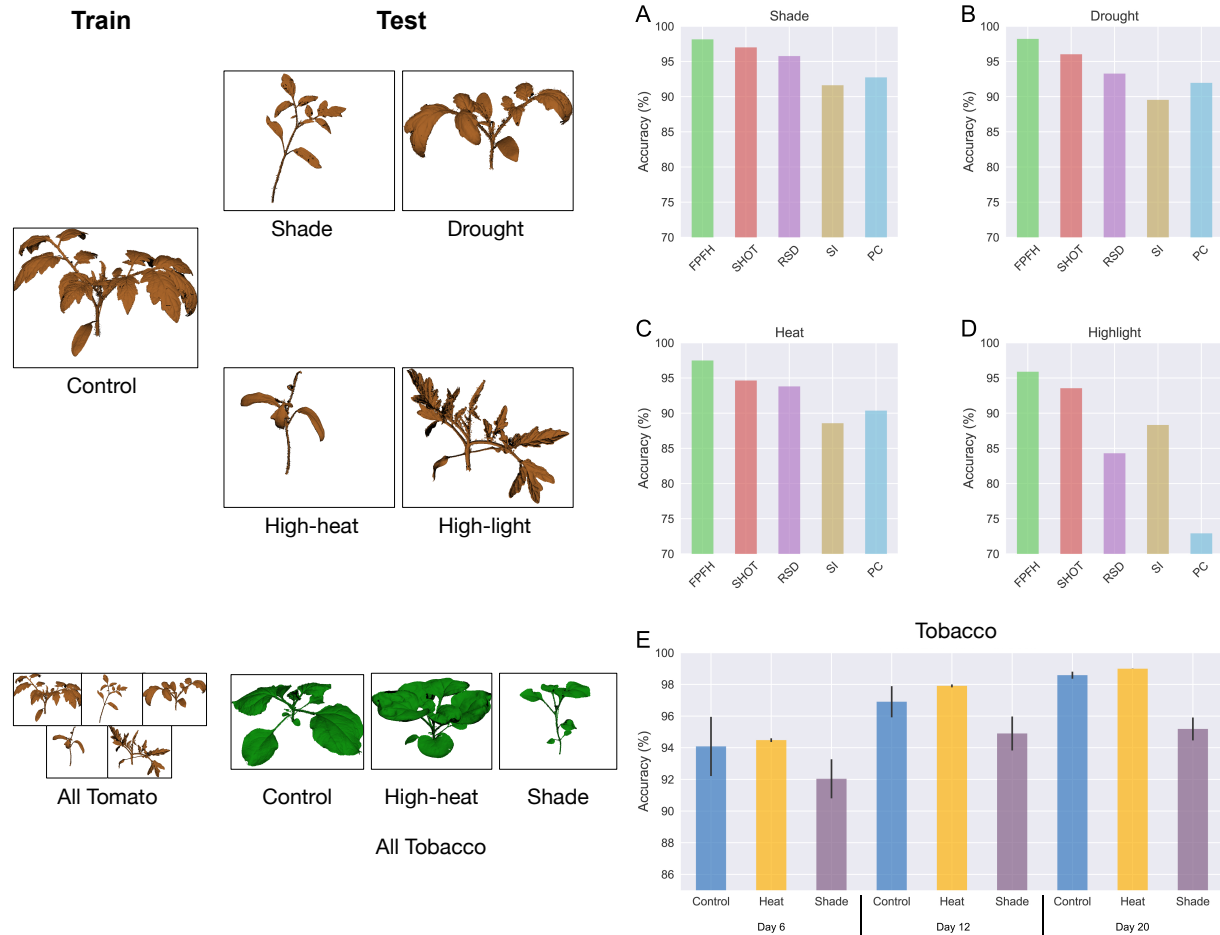 Train
Test
Shade
Drought
Control
High-heat
High-light
All Tomato
Control
High-heat
Shade
All Tobacco
A
Shade
Accuracy (%)
100
95
90
85
80
75
70
FPFH
SHOT
RSD
SI
PC
B
Drought
Accuracy (%)
100
95
90
85
80
75
70
FPFH
SHOT
RSD
SI
PC
C
Heat
Accuracy (%)
100
95
90
85
80
75
70
FPFH
SHOT
RSD
SI
PC
D
Highlight
Accuracy (%)
100
95
90
85
80
75
70
FPFH
SHOT
RSD
SI
PC
E
Tobacco
Accuracy (%)
100
98
96
94
92
90
88
86
Control Heat Shade Control Heat Shade Control Heat Shade
Day 6 Day 12 Day 20